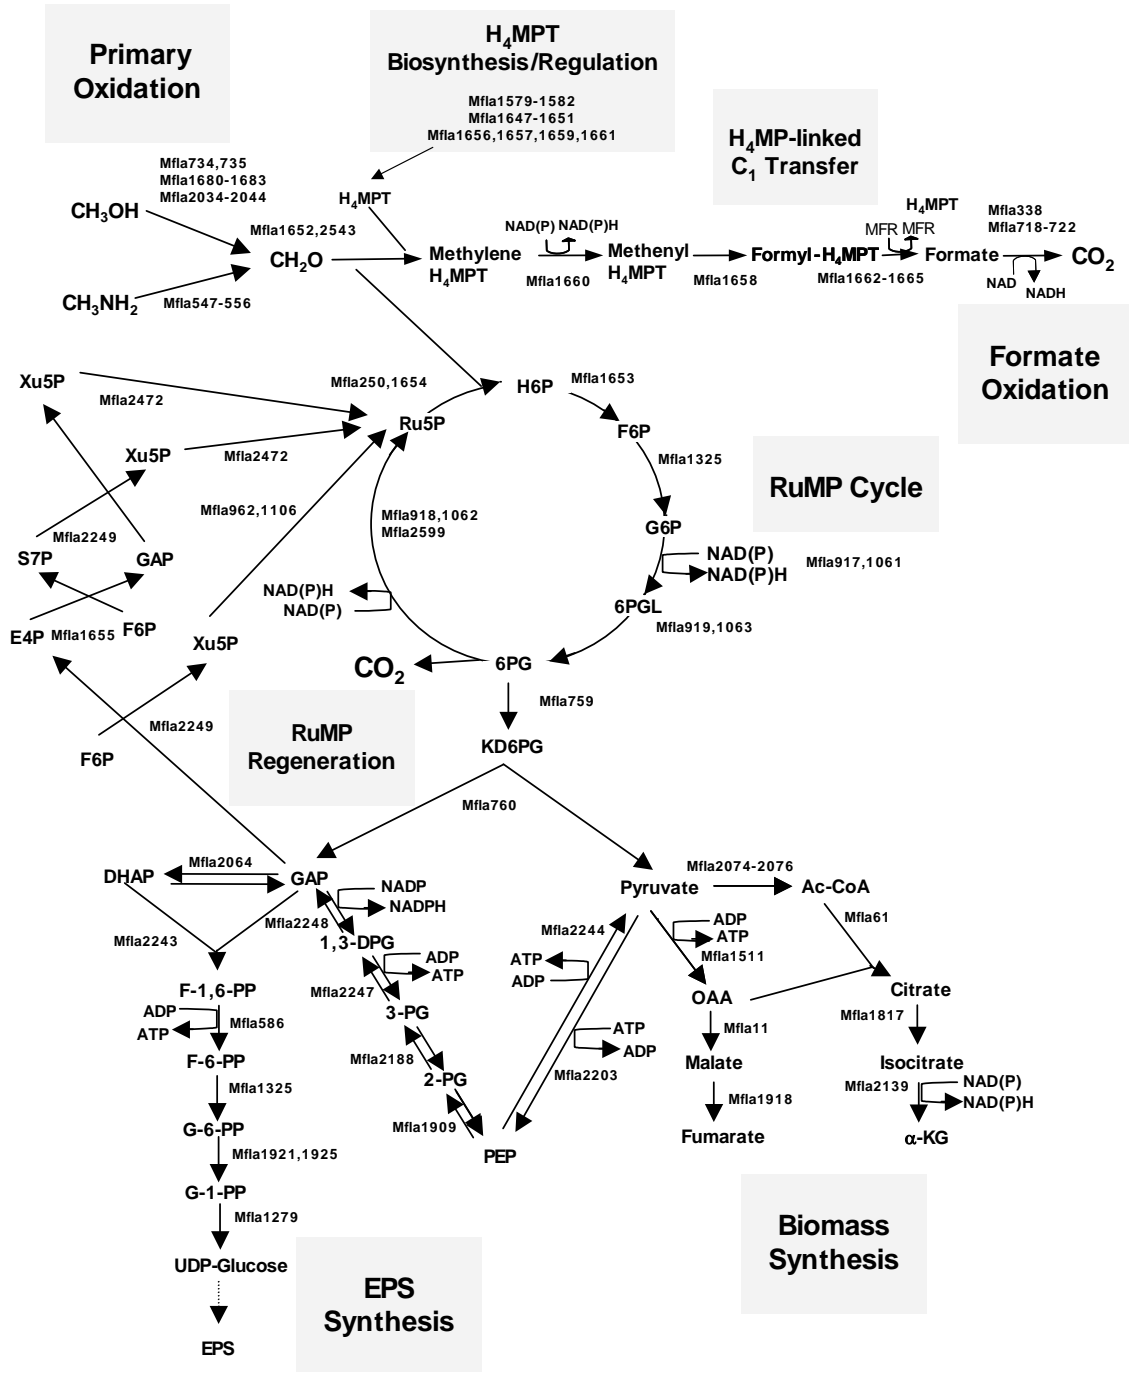 Primary
Oxidation
H4MPT
Biosynthesis/Regulation
Mfla1579-1582
Mfla1647-1651
Mfla1656,1657,1659,1661
H4MP-linked
C1 Transfer
Mfla734,735
Mfla1680-1683
Mfla2034-2044
CH3OH
H4MPT
Mfla1652,2543
CH2O
CH3NH2
Mfla547-556
Methylene
H4MPT
NAD(P) NAD(P)H
Mfla1660
Methenyl
H4MPT
Mfla1658
Formyl-H4MPT
Mfla1662-1665
H4MPT
MFR MFR
Formate
Mfla338
Mfla718-722
CO2
NAD
NADH
Formate
Oxidation
Xu5P
Mfla2472
Mfla250,1654
H6P
Mfla1653
Ru5P
F6P
Xu5P
Mfla2472
Mfla1325
RuMP Cycle
Mfla962,1106
Mfla918,1062
Mfla2599
G6P
Mfla2249
S7P
GAP
NAD(P)
NAD(P)H
Mfla917,1061
NAD(P)H
NAD(P)
6PGL
Mfla919,1063
E4P
Mfla1655
F6P
Xu5P
CO2
6PG
Mfla759
Mfla2249
F6P
RuMP
Regeneration
KD6PG
Mfla760
DHAP
Mfla2064
GAP
NADP
NADPH
Mfla2248
Pyruvate
Mfla2074-2076
Ac-CoA
Mfla61
Mfla2243
1,3-DPG
ADP
ATP
Mfla2247
Mfla2244
ATP
ADP
ADP
ATP
Mfla1511
F-1,6-PP
ADP
ATP
Mfla586
3-PG
OAA
Citrate
Mfla11
Mfla1817
F-6-PP
Mfla2188
ATP
ADP
Mfla2203
Malate
Isocitrate
Mfla1325
2-PG
Mfla1918
Mfla2139
NAD(P)
NAD(P)H
G-6-PP
Mfla1909
PEP
Fumarate
α-KG
Mfla1921,1925
G-1-PP
Mfla1279
UDP-Glucose
EPS
EPS
Synthesis
Biomass
Synthesis